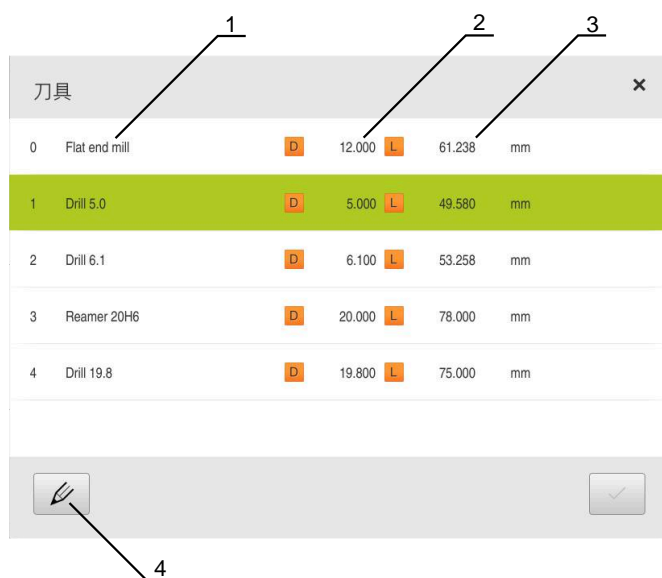 1 2 3
刀具 ×
0 Flat end mill D 12.000 L 61.238 mm
1 Drill 5.0 D 5.000 L 49.580 mm
2 Drill 6.1 D 6.100 L 53.258 mm
3 Reamer 20H6 D 20.000 L 78.000 mm
4 Drill 19.8 D 19.800 L 75.000 mm
4